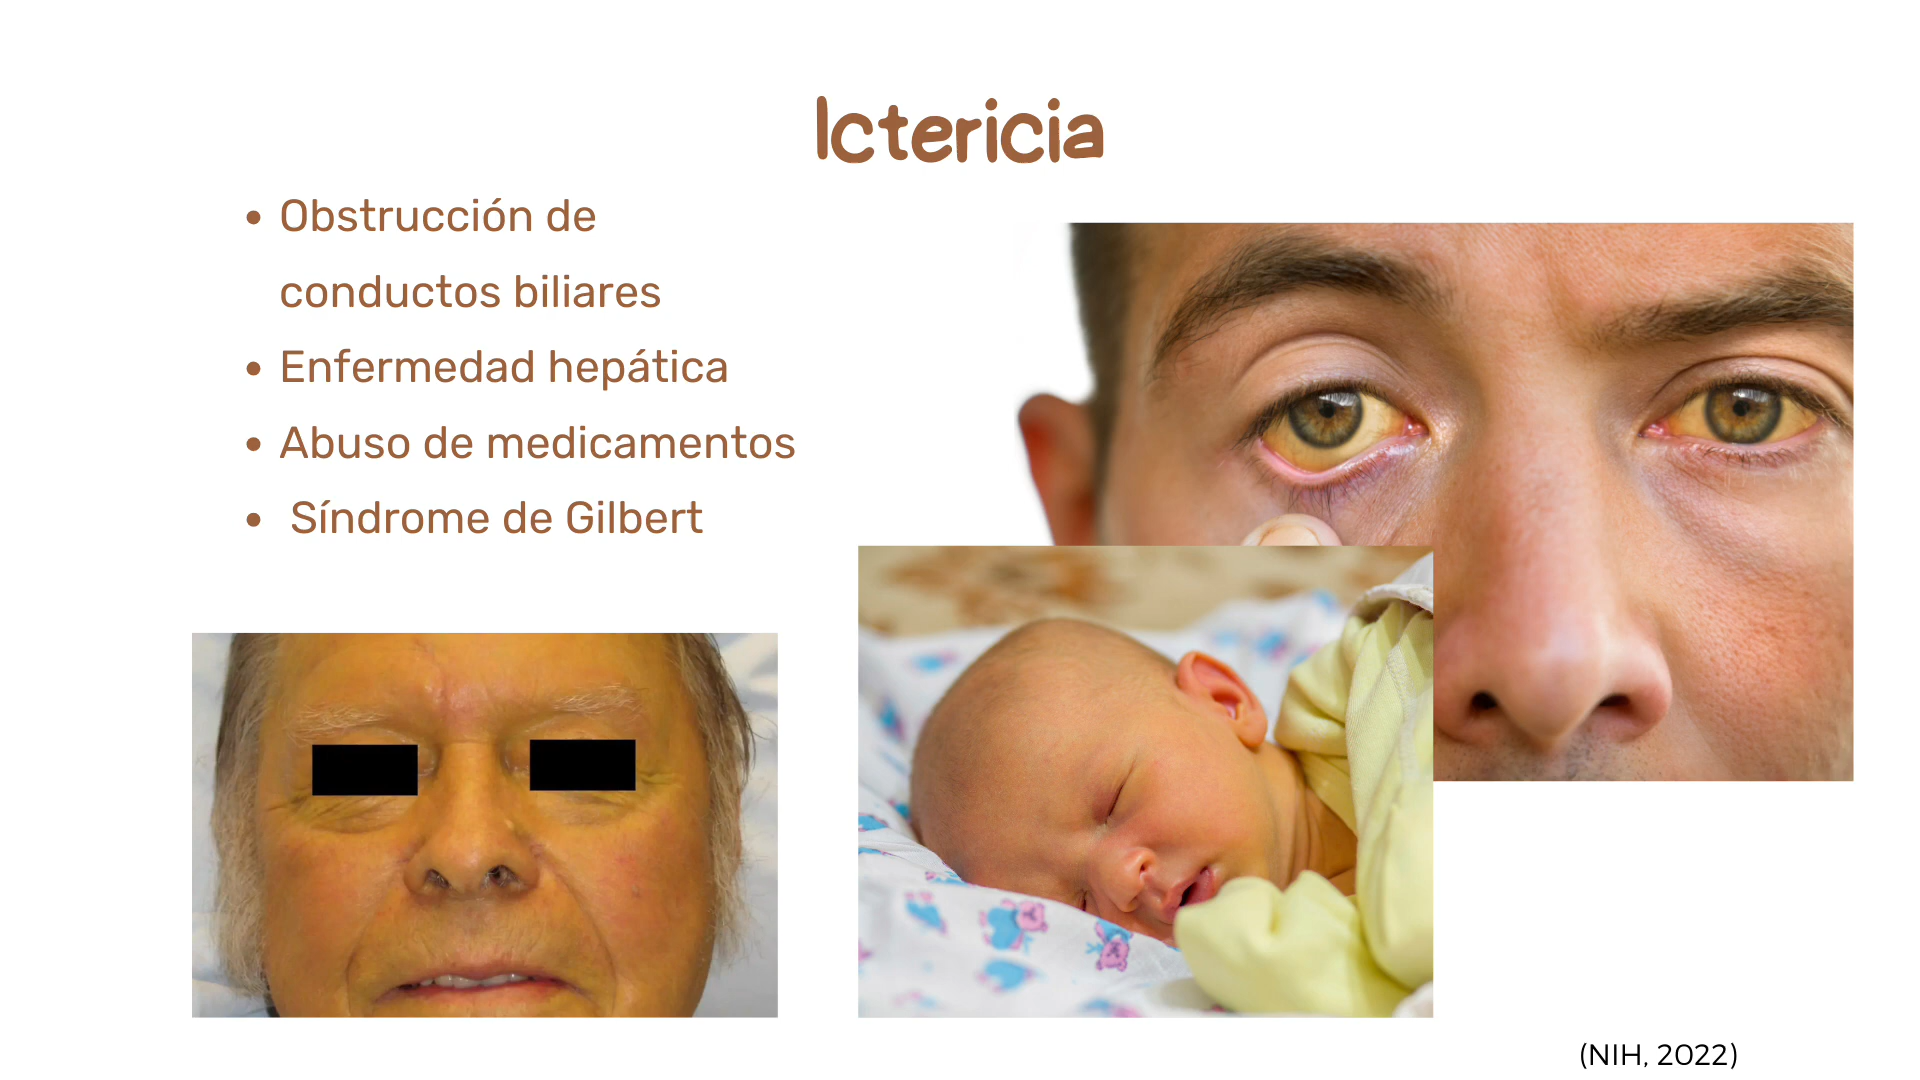 Ictericia
• Obstrucción de
conductos biliares
• Enfermedad hepática
• Abuso de medicamentos
• Síndrome de Gilbert
(NIH, 2022)